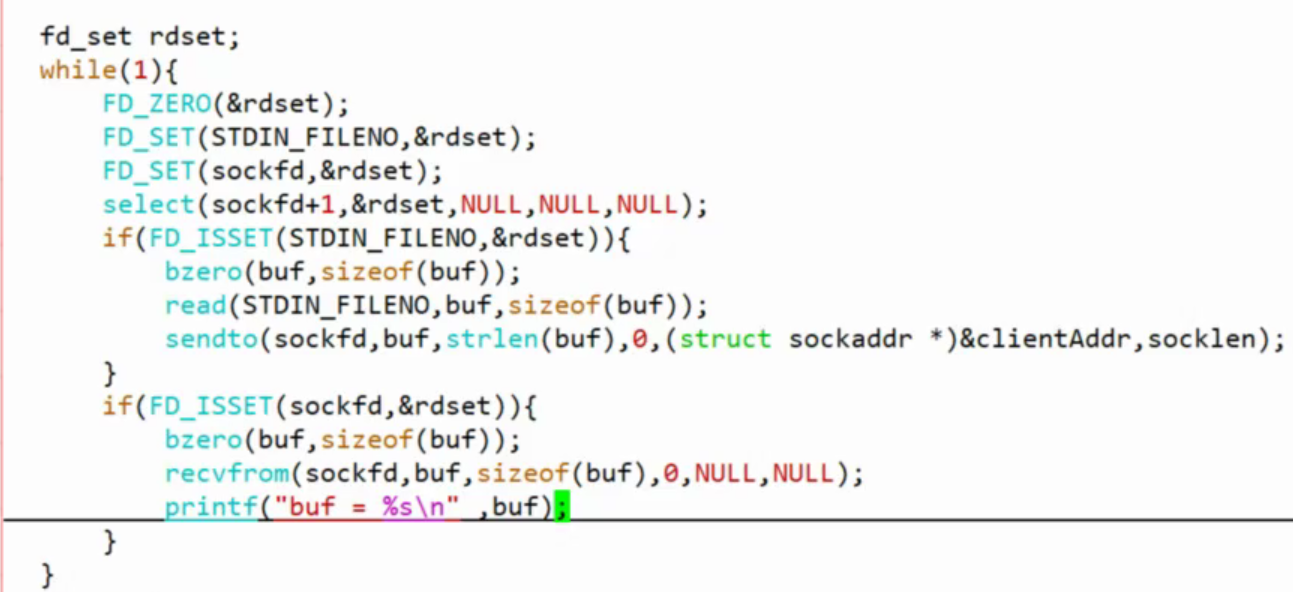 fd_set rdset;
while(1){
    FD_ZERO(&rdset);
    FD_SET(STDIN_FILENO,&rdset);
    FD_SET(sockfd,&rdset);
    select(sockfd+1,&rdset,NULL,NULL,NULL);
    if(FD_ISSET(STDIN_FILENO,&rdset)){
        bzero(buf,sizeof(buf));
        read(STDIN_FILENO,buf,sizeof(buf));
        sendto(sockfd,buf,strlen(buf),0,(struct sockaddr *)&clientAddr,socklen);
    }
    if(FD_ISSET(sockfd,&rdset)){
        bzero(buf,sizeof(buf));
        recvfrom(sockfd,buf,sizeof(buf),0,NULL,NULL);
        printf("buf = %s\n" ,buf);
    }
}